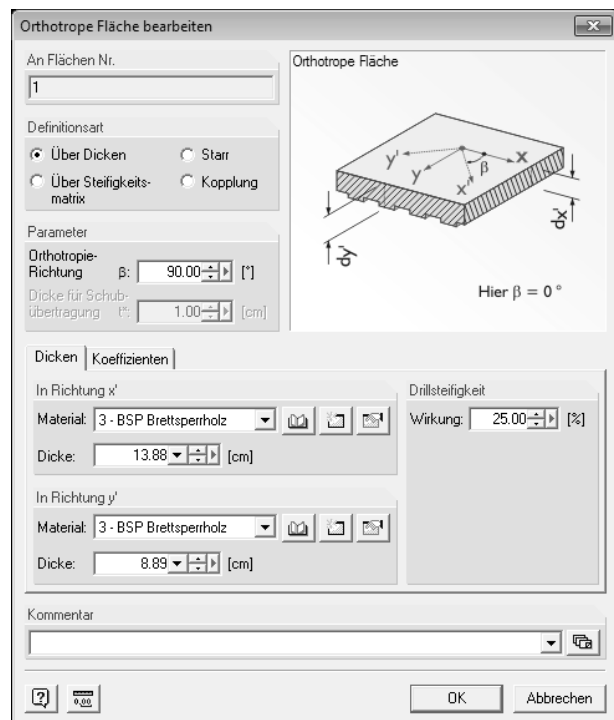 Orthotrope Fläche bearbeiten
An Flächen Nr.
1
Definitionsart
Über Dicken
Starr
Über Steifigkeits-
matrix
Kopplung
Parameter
Orthotropie-
Richtung β: 90.00 [°]
Dicke für Schub-
übertragung t*: 1.00 [cm]
Orthotrope Fläche
y'
y
x'
β
x
dx'
dy'
Hier β = 0 °
Dicken
Koeffizienten
In Richtung x'
Material: 3 - BSP Brettsperrholz
Dicke: 13.88 [cm]
In Richtung y'
Material: 3 - BSP Brettsperrholz
Dicke: 8.89 [cm]
Drillsteifigkeit
Wirkung: 25.00 [%]
Kommentar
0,00
OK
Abbrechen